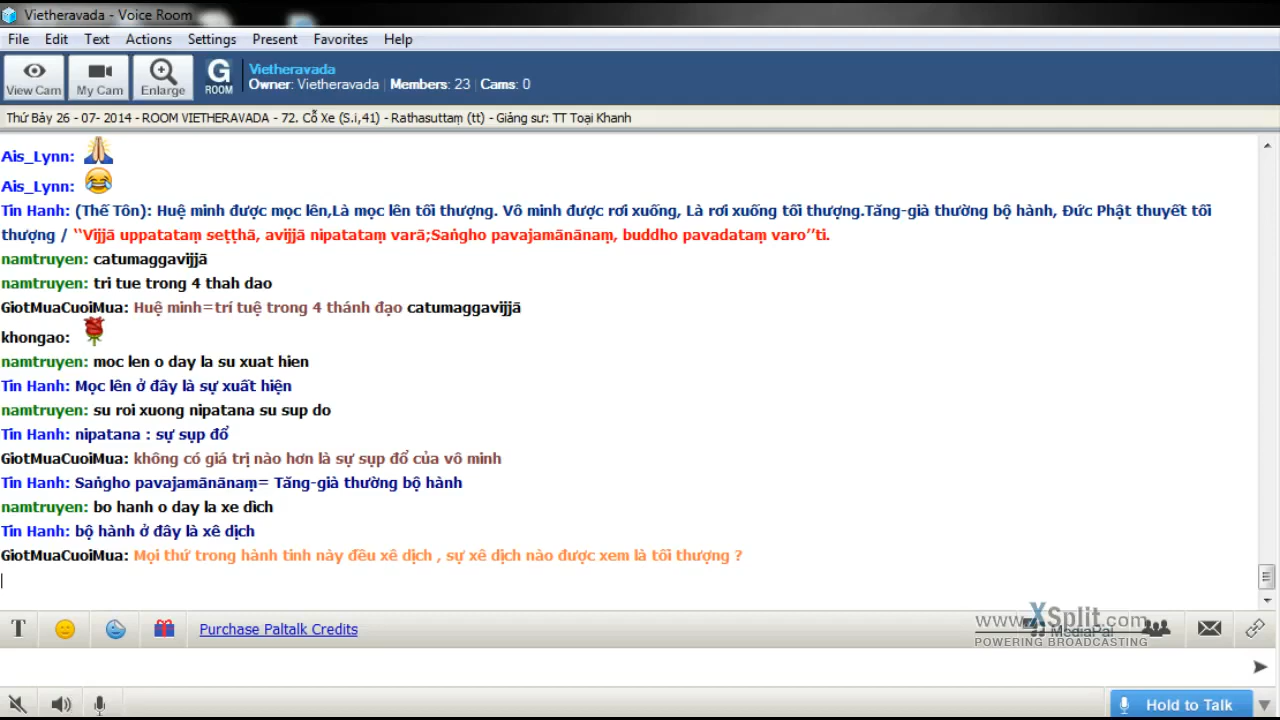 Vietheravada - Voice Room
File Edit Text Actions Settings Present Favorites Help
View Cam My Cam Enlarge G ROOM
Vietheravada
Owner: Vietheravada | Members: 23 | Cams: 0
Thứ Bảy 26 - 07- 2014 - ROOM VIETHERAVADA - 72. Cỗ Xe (S.i,41) - Rathasuttaṃ (tt) - Giảng sư: TT Toại Khanh
Ais_Lynn:
Ais_Lynn:
Tin Hanh: (Thế Tôn): Huệ minh được mọc lên,Là mọc lên tối thượng. Vô minh được rơi xuống, Là rơi xuống tối thượng.Tăng-già thường bộ hành, Đức Phật thuyết tối
thượng / ‘‘Vijjā uppatataṃ seṭṭhā, avijjā nipatataṃ varā;Saṅgho pavajamānānaṃ, buddho pavadataṃ varo’’ti.
namtruyen: catumaggavijjā
namtruyen: tri tue trong 4 thah dao
GiotMuaCuoiMua: Huệ minh=trí tuệ trong 4 thánh đạo catumaggavijjā
khongao:
namtruyen: moc len o day la su xuat hien
Tin Hanh: Mọc lên ở đây là sự xuất hiện
namtruyen: su roi xuong nipatana su sup do
Tin Hanh: nipatana : sự sụp đổ
GiotMuaCuoiMua: không có giá trị nào hơn là sự sụp đổ của vô minh
Tin Hanh: Saṅgho pavajamānānaṃ= Tăng-già thường bộ hành
namtruyen: bo hanh o day la xe dìch
Tin Hanh: bộ hành ở đây là xê dịch
GiotMuaCuoiMua: Mọi thứ trong hành tinh này đều xê dịch , sự xê dịch nào được xem là tối thượng ?
T Purchase Paltalk Credits
www.XSplit.com
MediaPal
POWERING BROADCASTING
Hold to Talk